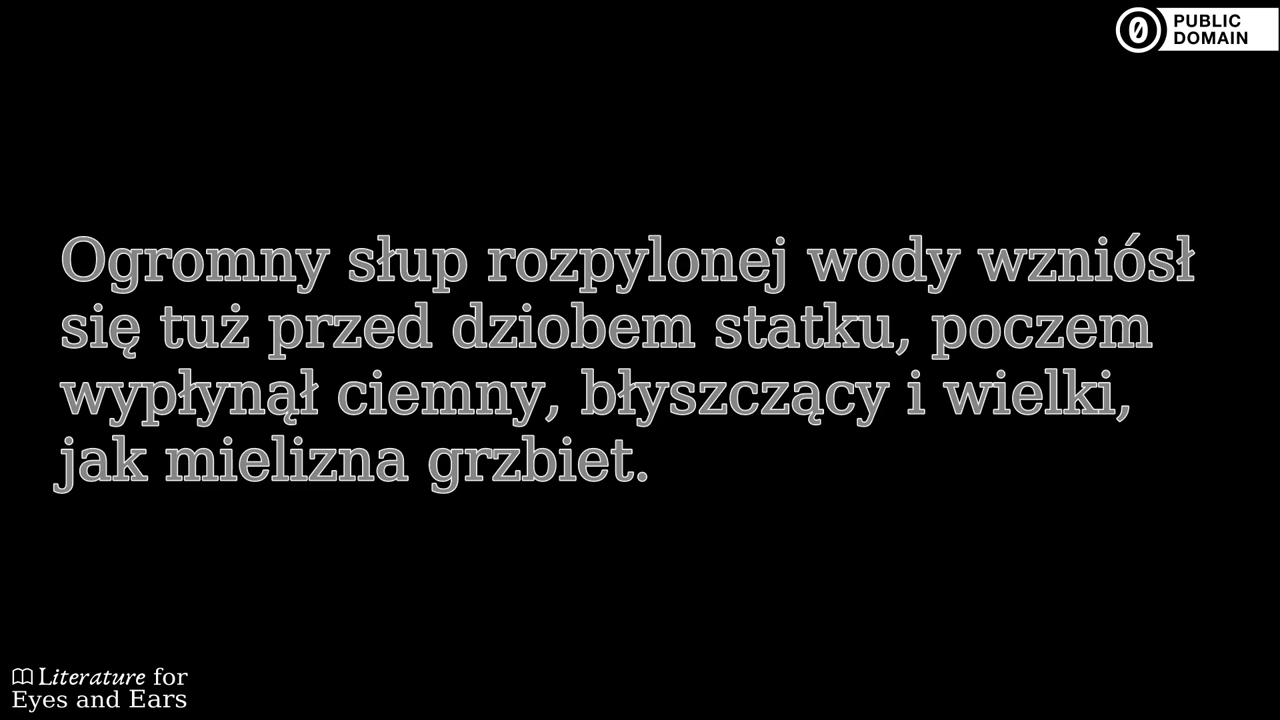 PUBLIC
DOMAIN
Ogromny słup rozpylonej wody wzniósł
się tuż przed dziobem statku, poczem
wypłynął ciemny, błyszczący i wielki,
jak mielizna grzbiet.
Literature for
Eyes and Ears